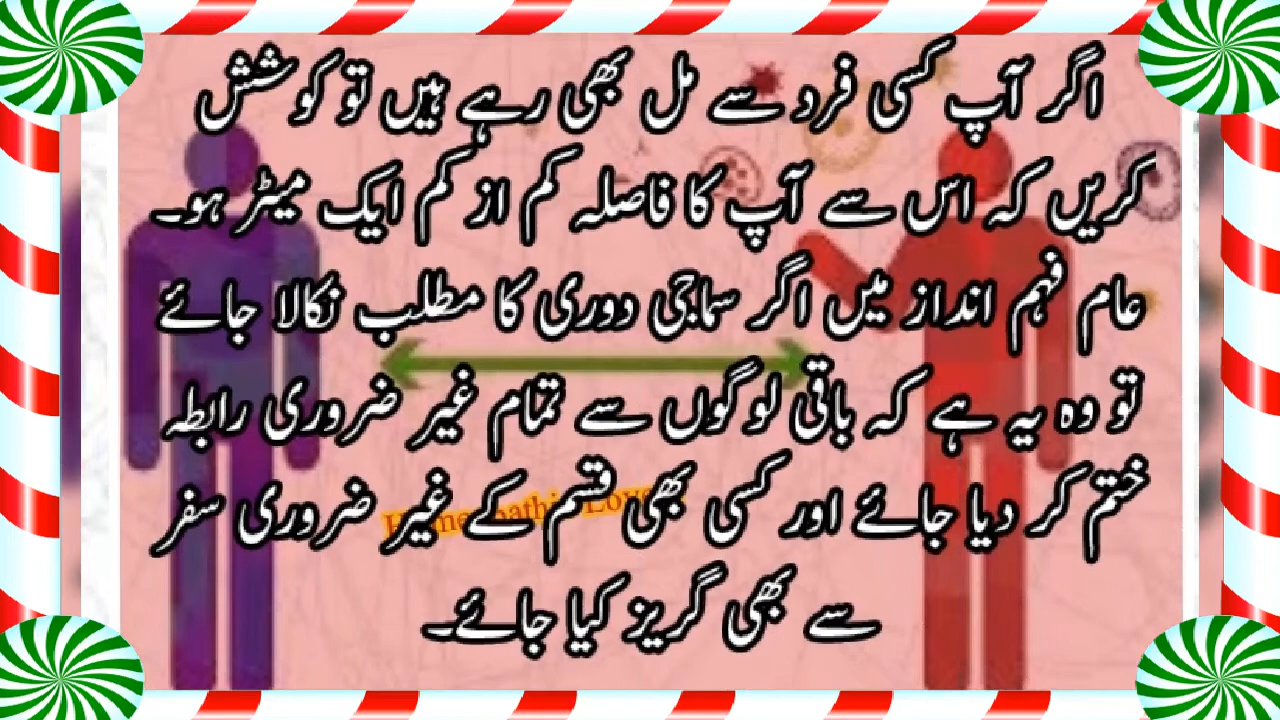 اگر آپ کسی فرد سے مل بھی رہے ہیں تو کوشش
کریں کہ اس سے آپ کا فاصلہ کم از کم ایک میٹر ہو۔
عام فہم انداز میں اگر سماجی دوری کا مطلب نکالا جائے
تو وہ یہ ہے کہ باقی لوگوں سے تمام غیر ضروری رابطہ
ختم کر دیا جائے اور کسی بھی قسم کے غیر ضروری سفر
سے بھی گریز کیا جائے۔